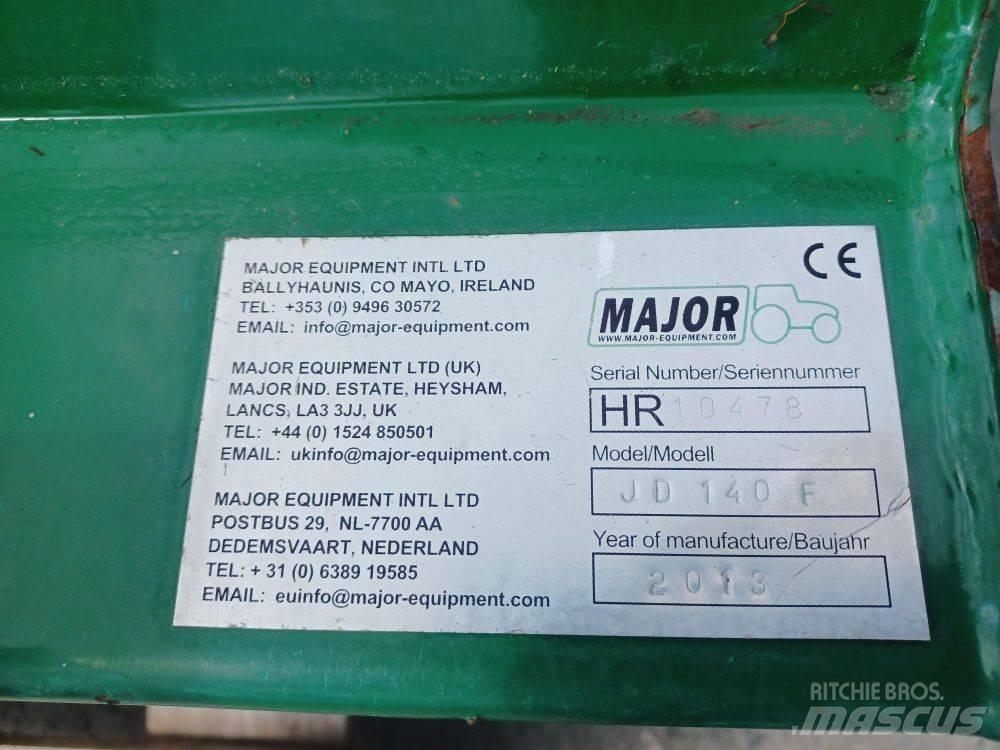 MAJOR EQUIPMENT INTL LTD
BALLYHAUNIS, CO MAYO, IRELAND
TEL: +353 (0) 9496 30572
EMAIL: info@major-equipment.com
MAJOR EQUIPMENT LTD (UK)
MAJOR IND. ESTATE, HEYSHAM,
LANCS, LA3 3JJ, UK
TEL: +44 (0) 1524 850501
EMAIL: ukinfo@major-equipment.com
MAJOR EQUIPMENT INTL LTD
POSTBUS 29, NL-7700 AA
DEDEMSVAART, NEDERLAND
TEL: + 31 (0) 6389 19585
EMAIL: euinfo@major-equipment.com
CE
MAJOR
WWW.MAJOR-EQUIPMENT.COM
Serial Number/Seriennummer
HR 10478
Model/Modell
JD 140 F
Year of manufacture/Baujahr
2013
RITCHIE BROS.
MASCUS